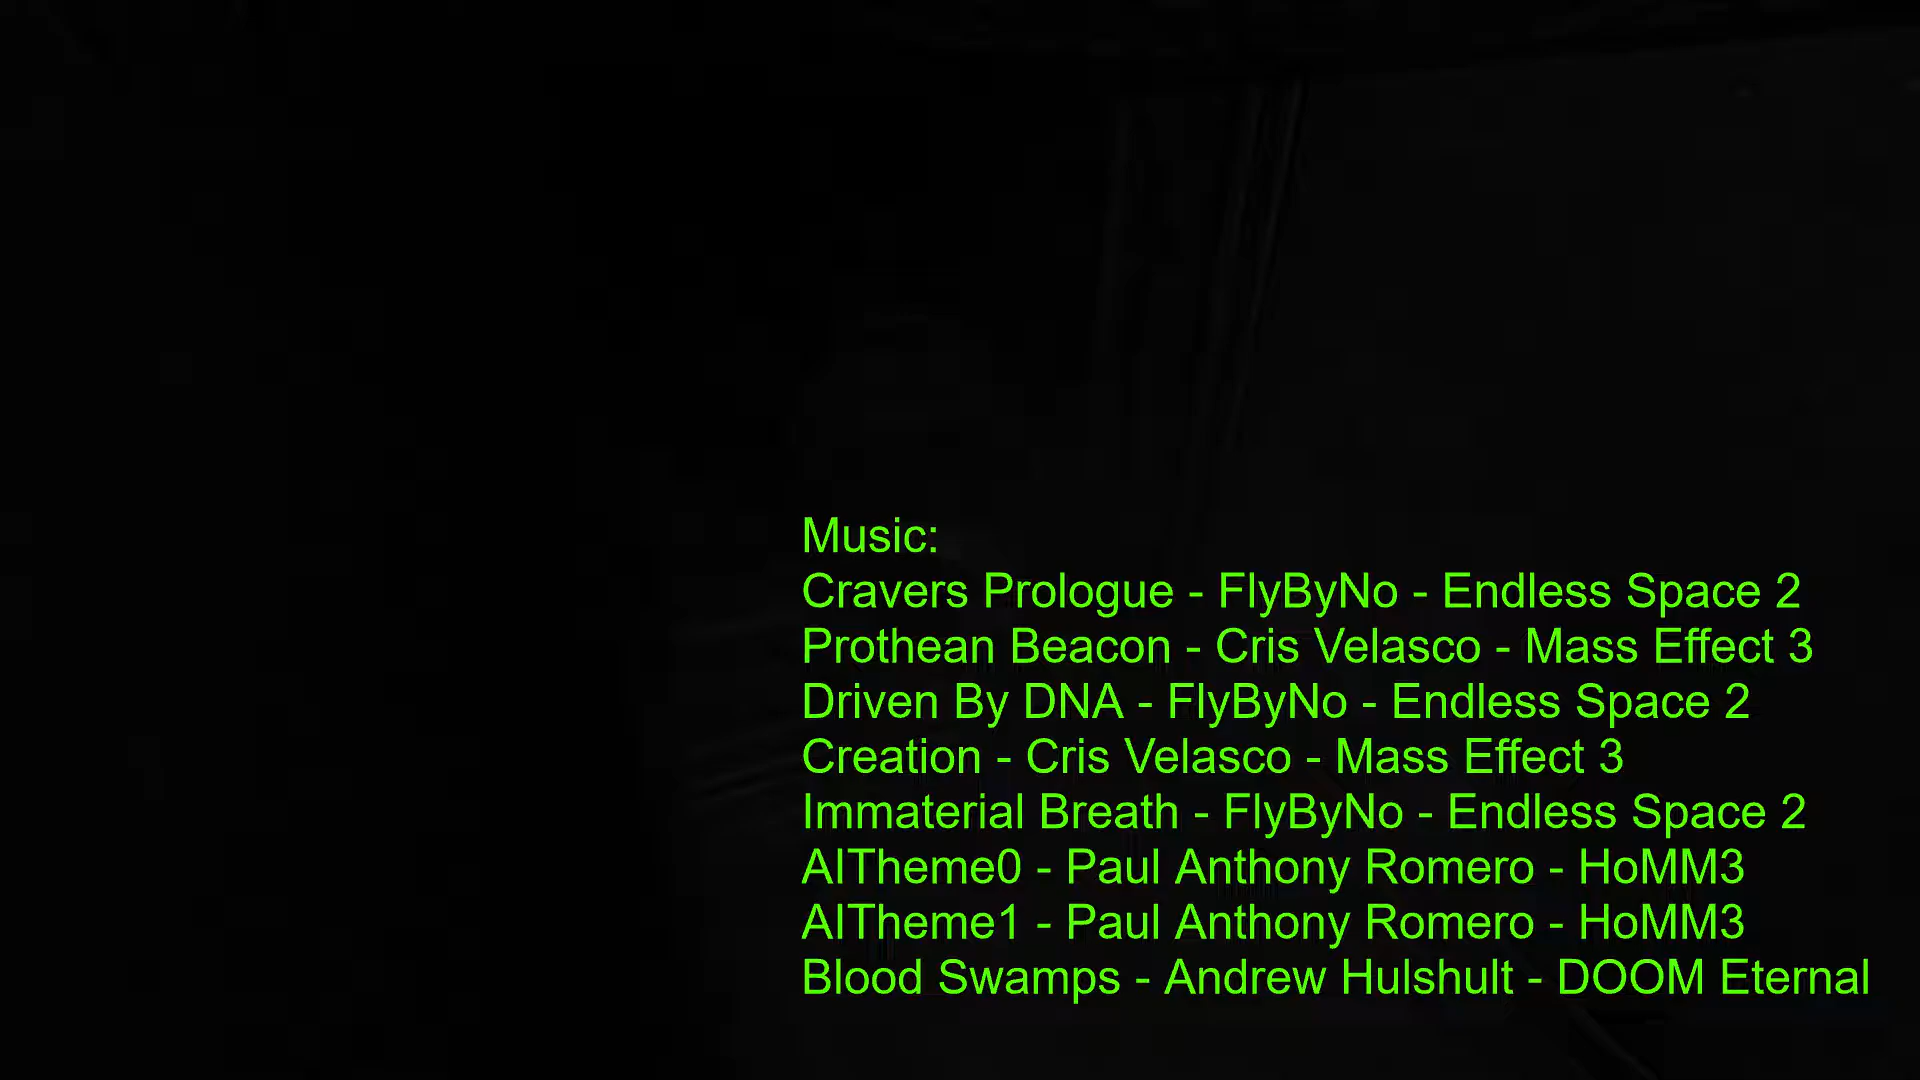 Music:
Cravers Prologue - FlyByNo - Endless Space 2
Prothean Beacon - Cris Velasco - Mass Effect 3
Driven By DNA - FlyByNo - Endless Space 2
Creation - Cris Velasco - Mass Effect 3
Immaterial Breath - FlyByNo - Endless Space 2
AITheme0 - Paul Anthony Romero - HoMM3
AITheme1 - Paul Anthony Romero - HoMM3
Blood Swamps - Andrew Hulshult - DOOM Eternal